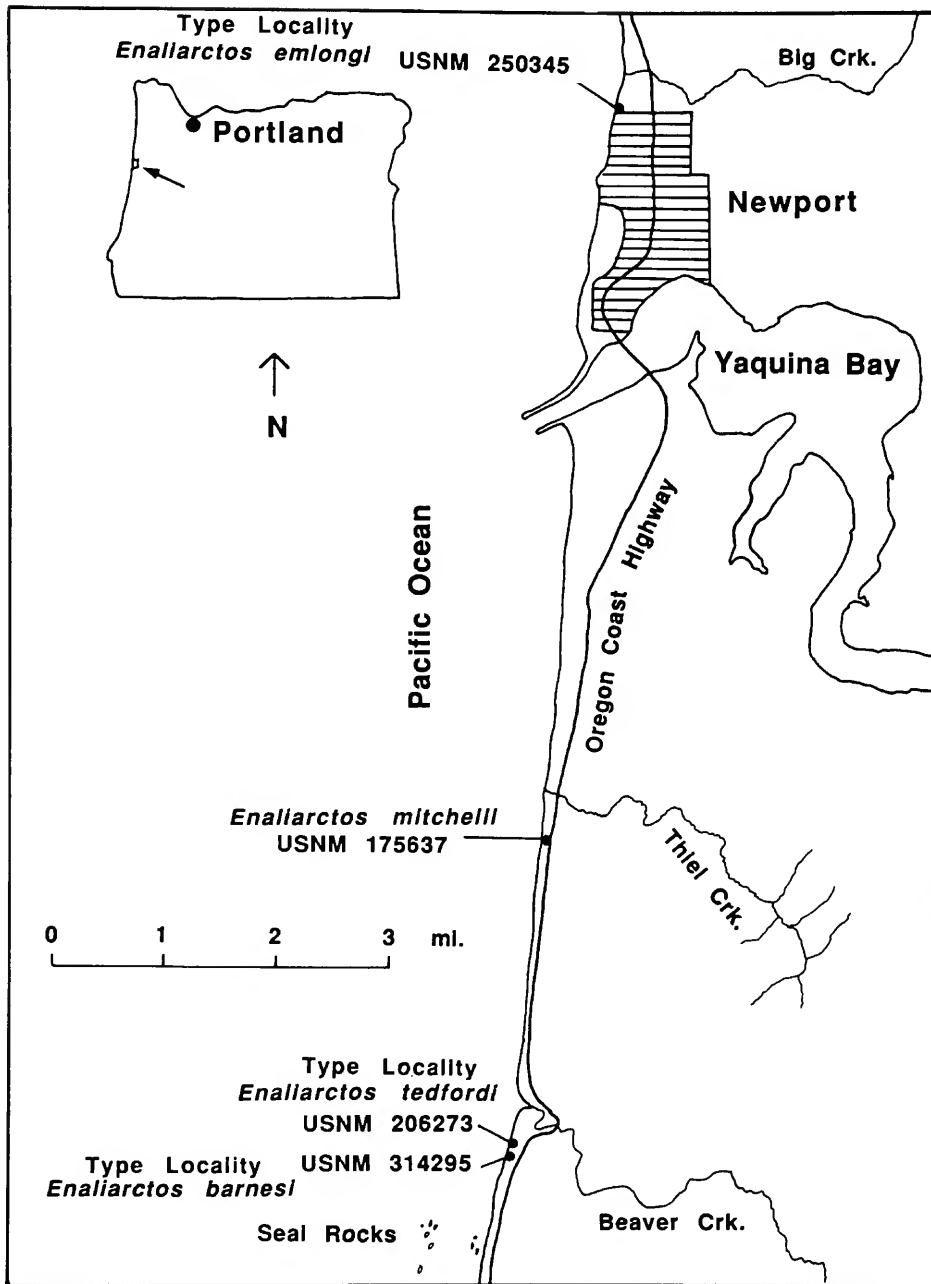 Type Locality
Enaliarctos emlongi
USNM 250345
Big Crk.
Portland
Newport
N
Yaquina Bay
Pacific Ocean
Oregon Coast Highway
Enaliarctos mitchelli
USNM 175637
Thiel Crk.
0 1 2 3 mi.
Type Locality
Enaliarctos tedfordi
USNM 206273
Type Locality USNM 314295
Enaliarctos barnesi
Seal Rocks
Beaver Crk.